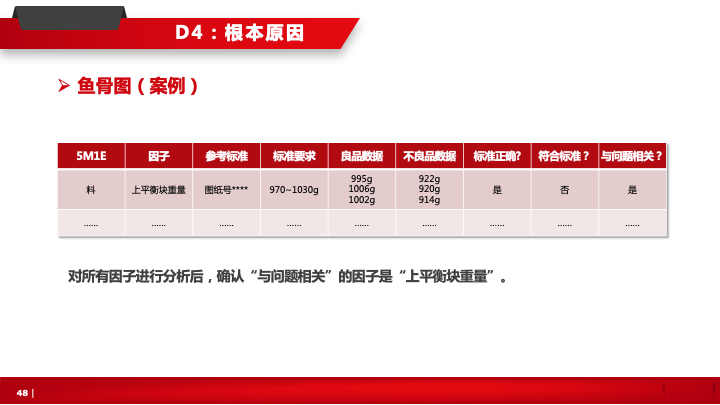 D4：根本原因
➢ 鱼骨图（案例）
5M1E 因子 参考标准 标准要求 良品数据 不良品数据 标准正确? 符合标准？ 与问题相关？
料 上平衡块重量 图纸号**** 970~1030g 995g 1006g 1002g 922g 920g 914g 是 否 是
...... ...... ...... ...... ...... ...... ...... ...... ......
对所有因子进行分析后，确认“与问题相关”的因子是“上平衡块重量”。
48 |